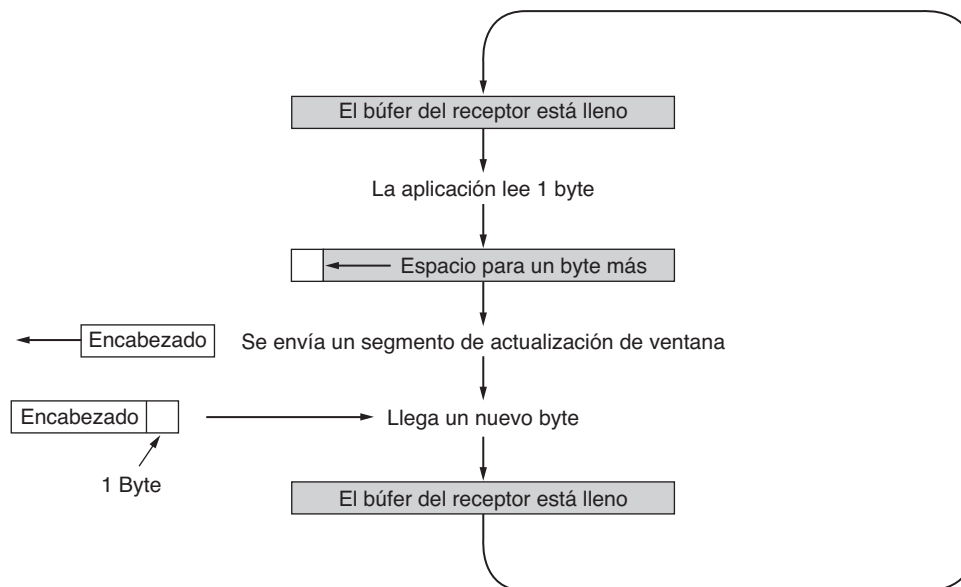 El búfer del receptor está lleno
La aplicación lee 1 byte
Espacio para un byte más
Encabezado
Se envía un segmento de actualización de ventana
Encabezado
Llega un nuevo byte
1 Byte
El búfer del receptor está lleno